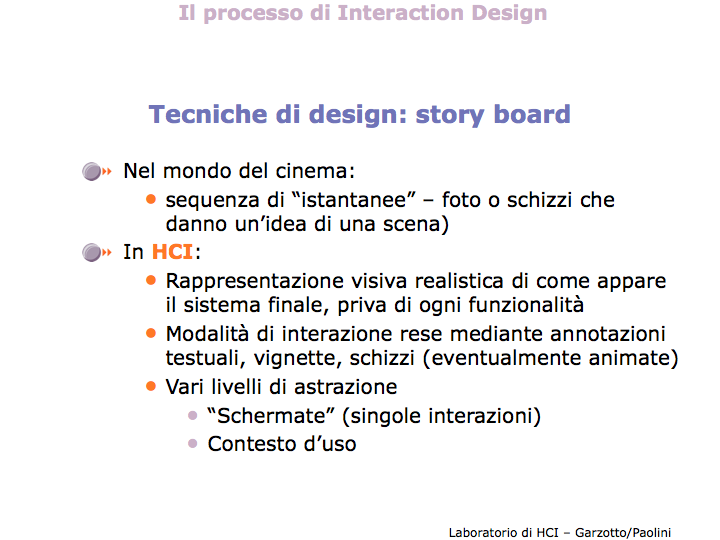 Il processo di Interaction Design
Tecniche di design: story board
Nel mondo del cinema:
sequenza di “istantanee” – foto o schizzi che
danno un’idea di una scena)
In HCI:
Rappresentazione visiva realistica di come appare
il sistema finale, priva di ogni funzionalità
Modalità di interazione rese mediante annotazioni
testuali, vignette, schizzi (eventualmente animate)
Vari livelli di astrazione
“Schermate” (singole interazioni)
Contesto d’uso
Laboratorio di HCI – Garzotto/Paolini